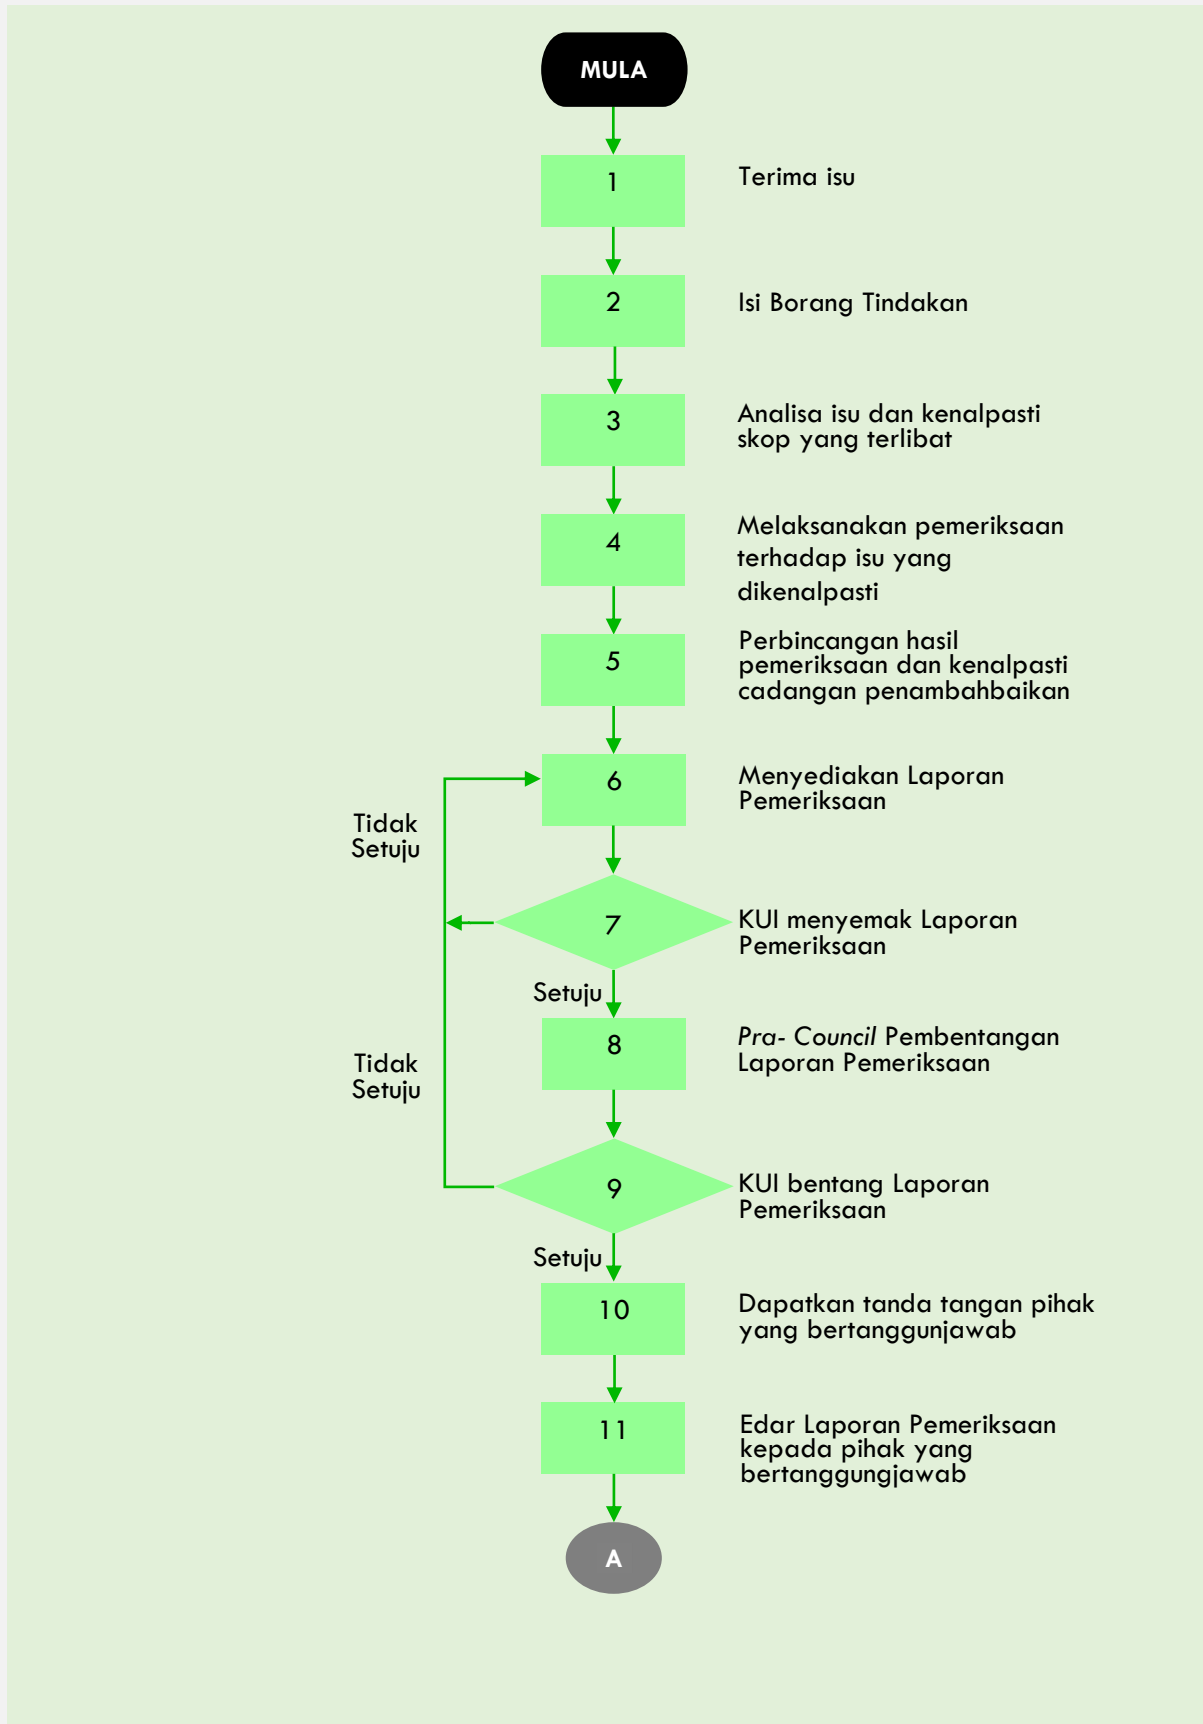 MULA
1
Terima isu
2
Isi Borang Tindakan
3
Analisa isu dan kenalpasti
skop yang terlibat
4
Melaksanakan pemeriksaan
terhadap isu yang
dikenalpasti
5
Perbincangan hasil
pemeriksaan dan kenalpasti
cadangan penambahbaikan
6
Menyediakan Laporan
Pemeriksaan
Tidak
Setuju
7
KUI menyemak Laporan
Pemeriksaan
Setuju
8
Pra- Council Pembentangan
Laporan Pemeriksaan
Tidak
Setuju
9
KUI bentang Laporan
Pemeriksaan
Setuju
10
Dapatkan tanda tangan pihak
yang bertanggunjawab
11
Edar Laporan Pemeriksaan
kepada pihak yang
bertanggungjawab
A